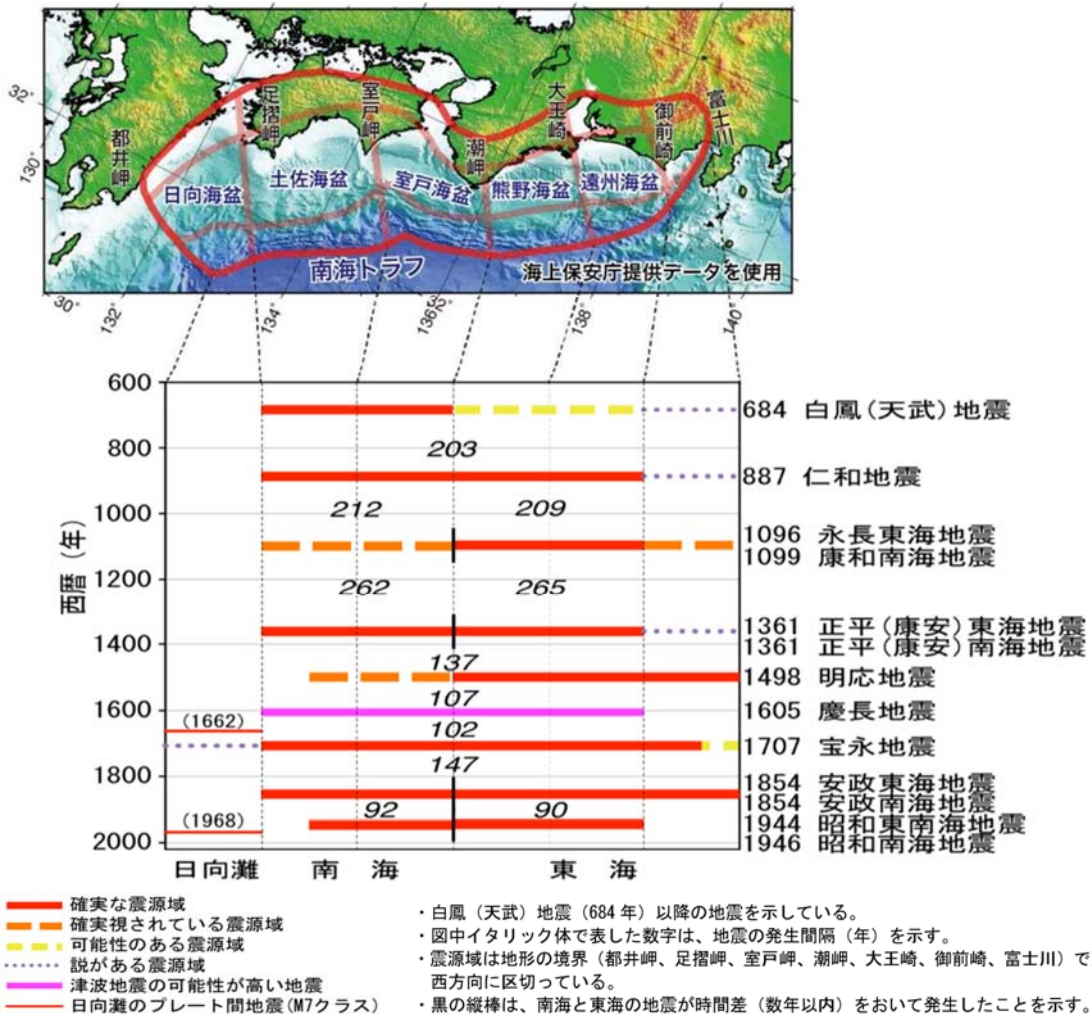 32°
130°
都井岬
足摺岬
室戸岬
潮岬
大王崎
御前崎
富士川
日向海盆
土佐海盆
室戸海盆
熊野海盆
遠州海盆
南海トラフ
海上保安庁提供データを使用
30°
132°
134°
136°
138°
140°
西暦(年)
600
800
1000
1200
1400
1600
1800
2000
684 白鳳(天武)地震
203
887 仁和地震
212
209
1096 永長東海地震
1099 康和南海地震
262
265
1361 正平(康安)東海地震
1361 正平(康安)南海地震
137
1498 明応地震
107
1605 慶長地震
(1662)
102
1707 宝永地震
147
1854 安政東海地震
1854 安政南海地震
92
90
1944 昭和東南海地震
(1968)
1946 昭和南海地震
日向灘 南 海 東 海
確実な震源域
確実視されている震源域
可能性のある震源域
説がある震源域
津波地震の可能性が高い地震
日向灘のプレート間地震(M7クラス)
・白鳳(天武)地震(684年)以降の地震を示している。
・図中イタリック体で表した数字は、地震の発生間隔(年)を示す。
・震源域は地形の境界(都井岬、足摺岬、室戸岬、潮岬、大王崎、御前崎、富士川)で
西方向に区切っている。
・黒の縦棒は、南海と東海の地震が時間差(数年以内)をおいて発生したことを示す。